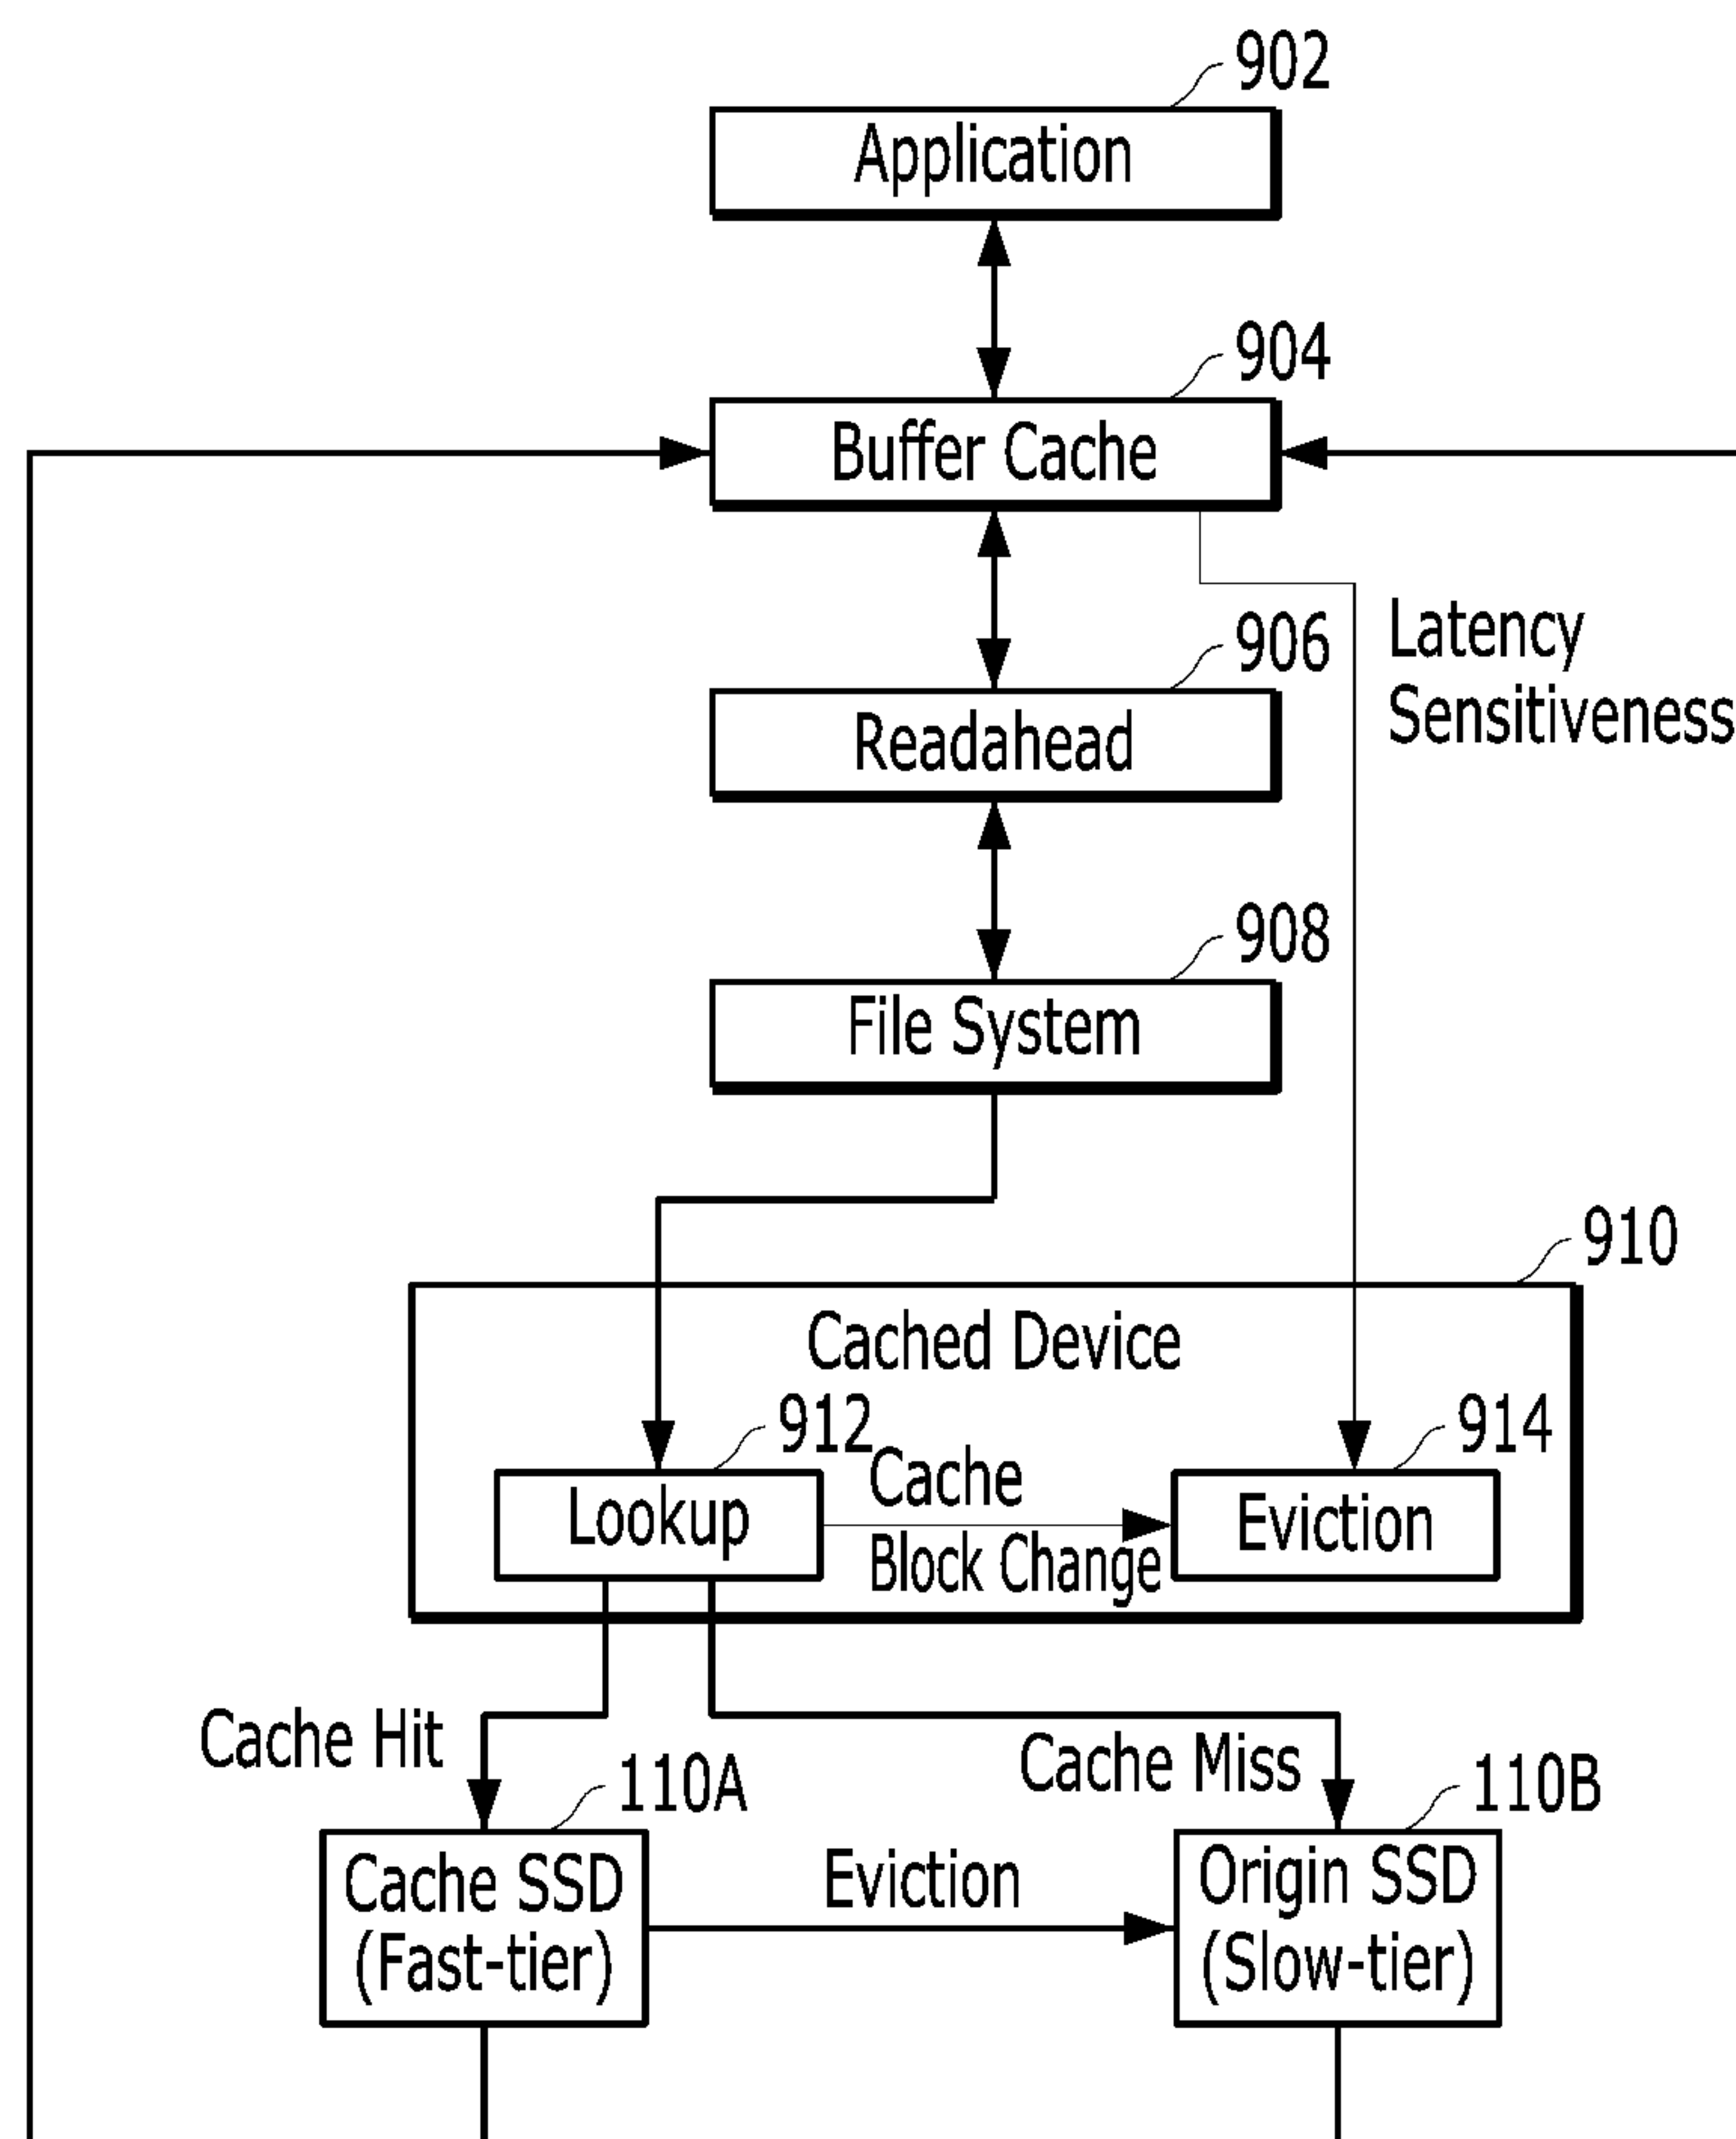 902
Application
904
Buffer Cache
Latency
Sensitiveness
906
Readahead
908
File System
910
Cached Device
912
914
Lookup
Cache
Block Change
Eviction
Cache Hit
Cache Miss
110A
110B
Cache SSD
(Fast-tier)
Eviction
Origin SSD
(Slow-tier)